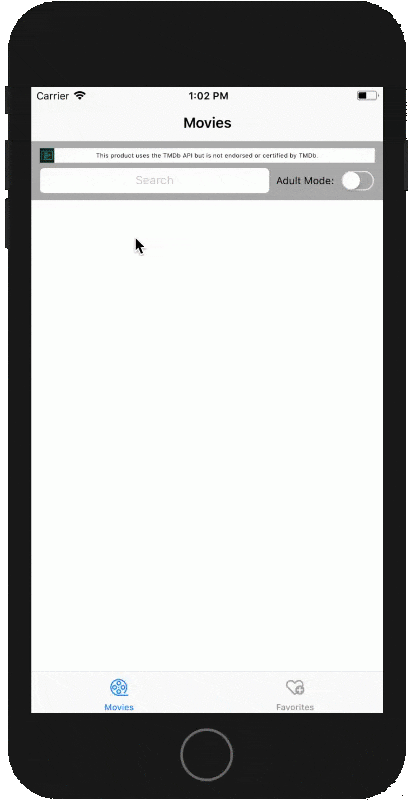 Carrier 1:02 PM
Movies
This product uses the TMDb API but is not endorsed or certified by TMDb.
Search Adult Mode:
Movies Favorites